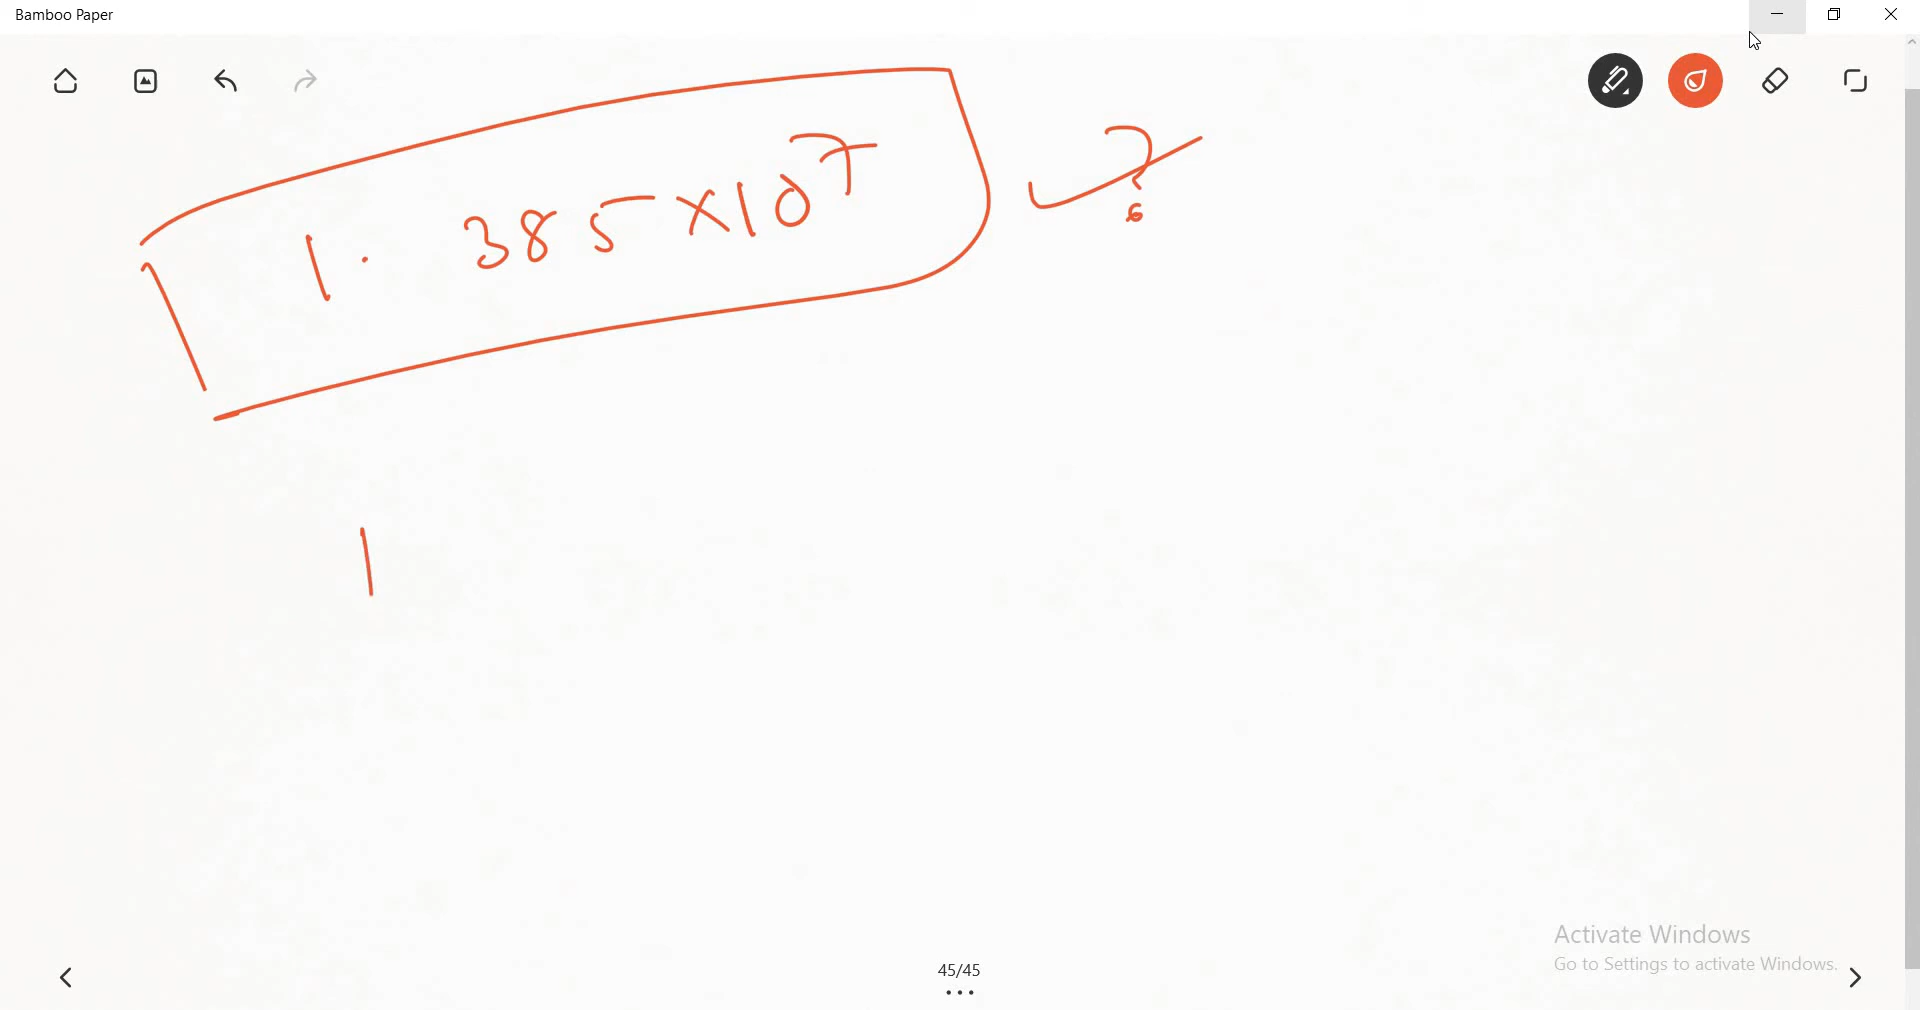 Bamboo Paper
1. 385×10⁷ ?
1
Activate Windows
Go to Settings to activate Windows.
45/45